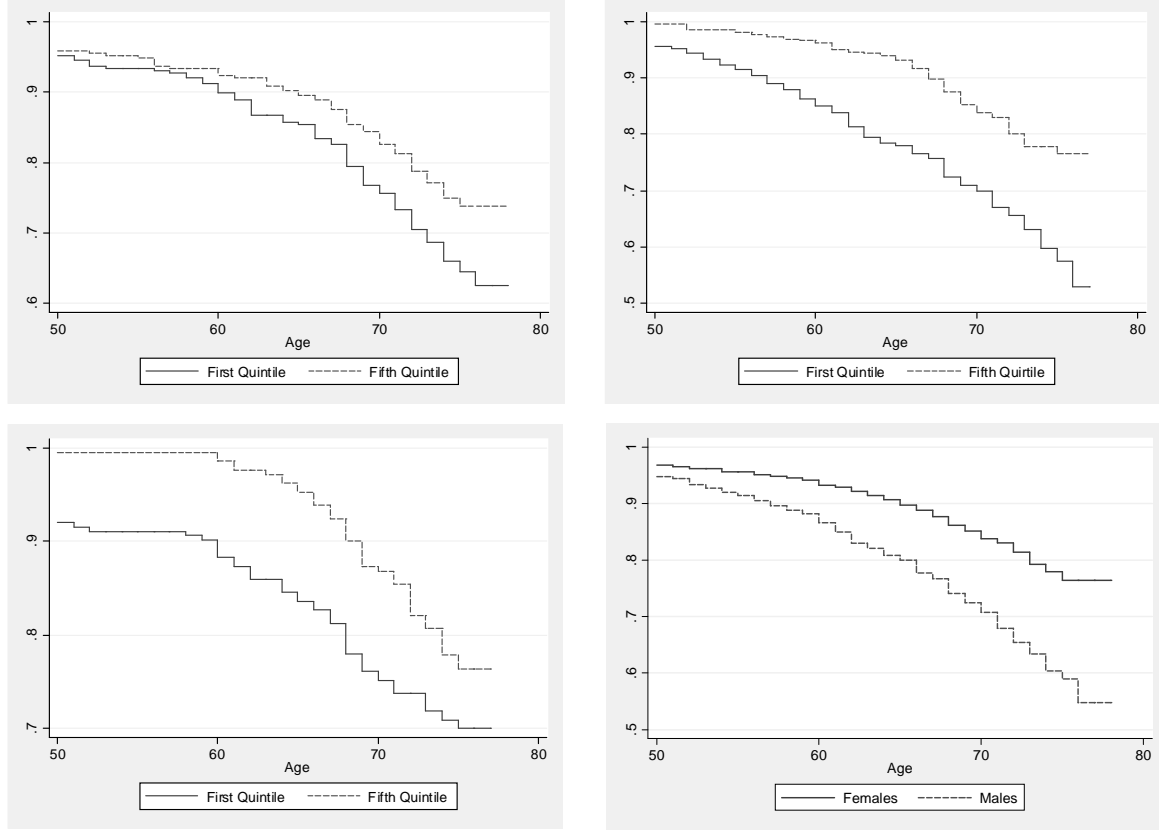 1
.9
.8
.7
.6
50 60 70 80
Age
First Quintile Fifth Quintile
1
.9
.8
.7
.6
.5
50 60 70 80
Age
First Quintile Fifth Quirtile
1
.9
.8
.7
50 60 70 80
Age
First Quintile Fifth Quintile
1
.9
.8
.7
.6
.5
50 60 70 80
Age
Females Males